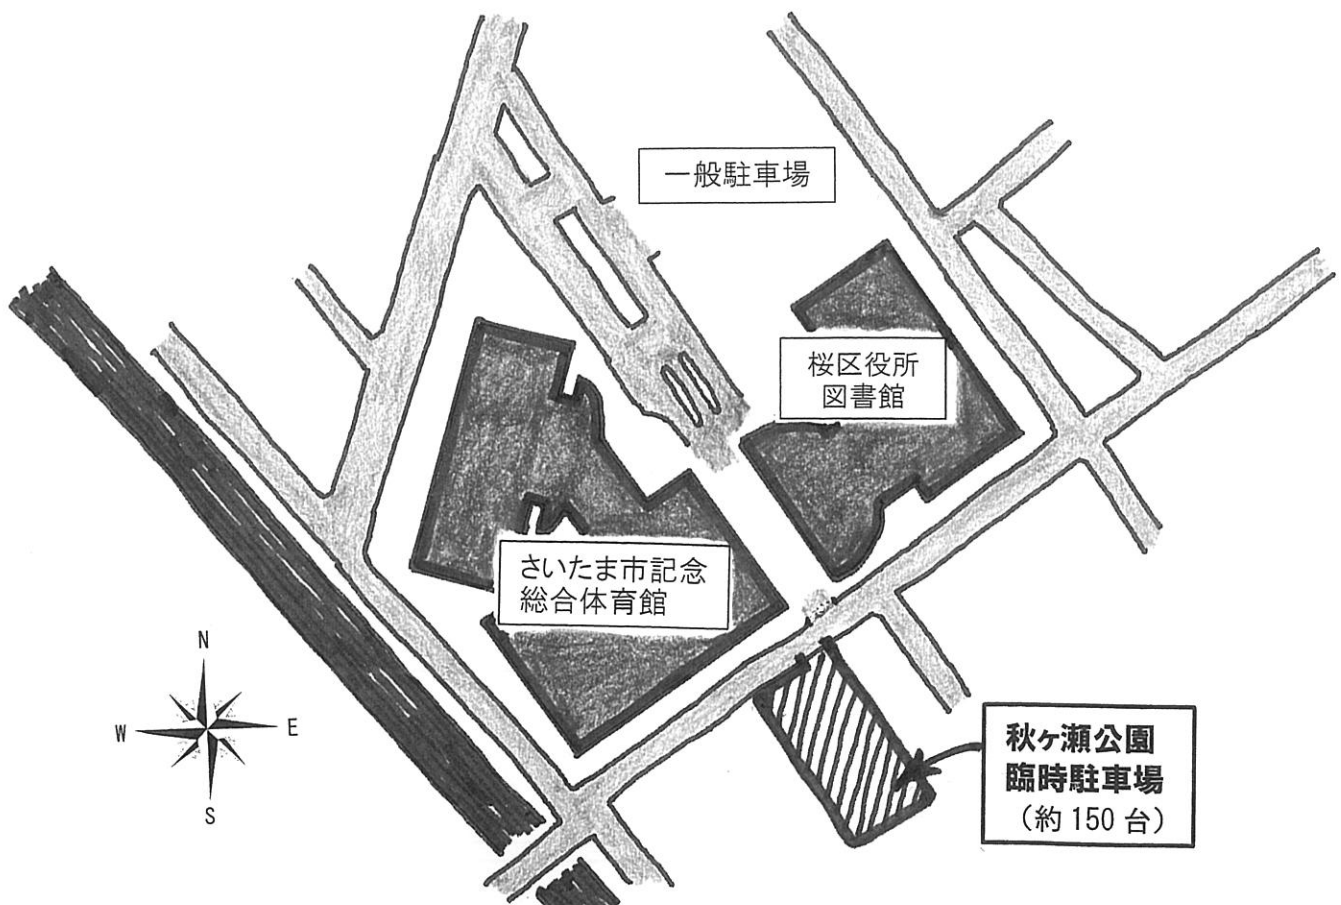 一般駐車場
桜区役所
図書館
さいたま市記念
総合体育館
N
W
E
S
秋ヶ瀬公園
臨時駐車場
（約 150 台）